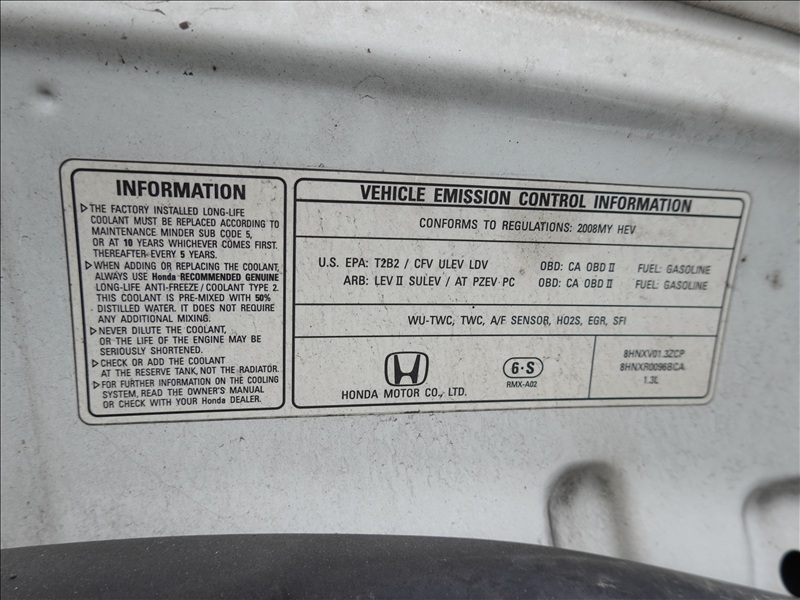 INFORMATION
▷THE FACTORY INSTALLED LONG-LIFE
COOLANT MUST BE REPLACED ACCORDING TO
MAINTENANCE MINDER SUB CODE 5,
OR AT 10 YEARS WHICHEVER COMES FIRST.
THEREAFTER EVERY 5 YEARS.
▷WHEN ADDING OR REPLACING THE COOLANT,
ALWAYS USE Honda RECOMMENDED GENUINE
LONG-LIFE ANTI-FREEZE/COOLANT TYPE 2.
THIS COOLANT IS PRE-MIXED WITH 50%
DISTILLED WATER. IT DOES NOT REQUIRE
ANY ADDITIONAL MIXING.
▷NEVER DILUTE THE COOLANT,
OR THE LIFE OF THE ENGINE MAY BE
SERIOUSLY SHORTENED.
▷CHECK OR ADD THE COOLANT
AT THE RESERVE TANK, NOT THE RADIATOR.
▷FOR FURTHER INFORMATION ON THE COOLING
SYSTEM, READ THE OWNER'S MANUAL
OR CHECK WITH YOUR Honda DEALER.
VEHICLE EMISSION CONTROL INFORMATION
CONFORMS TO REGULATIONS: 2008MY HEV
U.S. EPA: T2B2 / CFV ULEV LDV OBD: CA OBD II FUEL: GASOLINE
ARB: LEV II SULEV / AT PZEV PC OBD: CA OBD II FUEL: GASOLINE
WU-TWC, TWC, A/F SENSOR, HO2S, EGR, SFI
HONDA MOTOR CO., LTD.
6·S
RMX-A02
8HNXV01.3ZCP
8HNXR0096BCA
1.3L